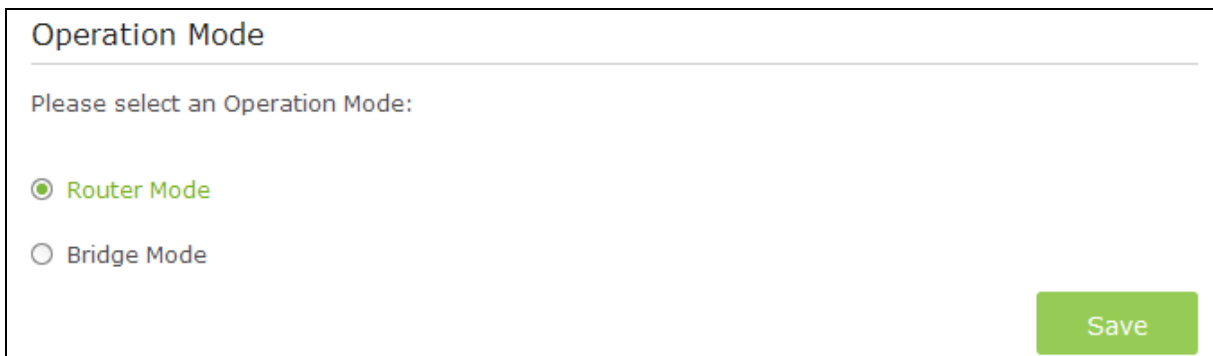 Operation Mode
Please select an Operation Mode:
Router Mode
Bridge Mode
Save